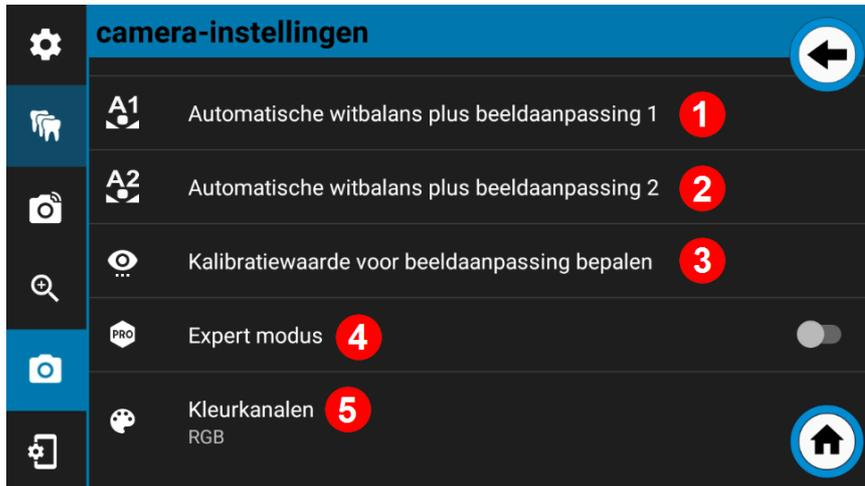 camera-instellingen
A1
Automatische witbalans plus beeldaanpassing 1
1
A2
Automatische witbalans plus beeldaanpassing 2
2
Kalibratiewaarde voor beeldaanpassing bepalen
3
PRO
Expert modus
4
Kleurkanalen
5
RGB